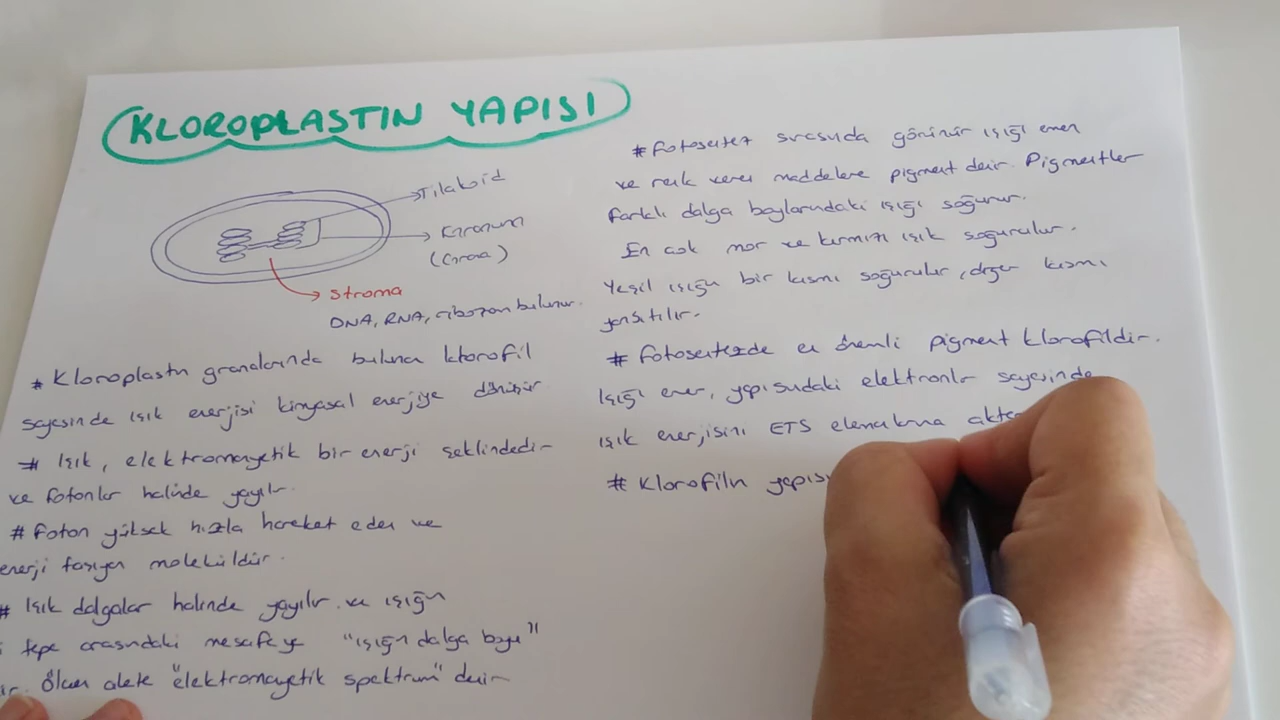 KLOROPLASTIN YAPISI
Tilakoid
Granum
(Grana)
Stroma
DNA, RNA, ribozom bulunur.
* Kloroplastın granalarında bulunan klorofil
sayesinde ışık enerjisi kimyasal enerjiye dönüşür
# Işık, elektromanyetik bir enerji şeklindedir
ve fotonlar halinde yayılır.
# Foton yüksek hızla hareket eden ve
enerji taşıyan moleküldür.
# Işık dalgalar halinde yayılır ve ışığın
tepe arasındaki mesafeye "ışığın dalga boyu"
Ölçen alete "elektromanyetik spektrum" denir
# Fotosentez sırasında görünür ışığı emen
ve renk veren maddelere pigment denir. Pigmentler
farklı dalga boylarındaki ışığı soğurur.
En çok mor ve kırmızı ışık soğurulur.
Yeşil ışığın bir kısmı soğurulur, diğer kısmı
yansıtılır.
# Fotosentezde en önemli pigment klorofildir.
Işığı emer, yapısındaki elektronlar sayesinde
ışık enerjisini ETS elemanlarına
# Klorofilin